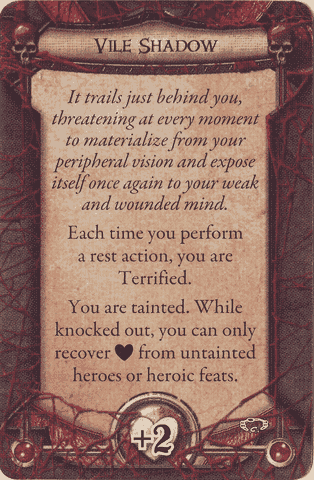 Vile Shadow
It trails just behind you,
threatening at every moment
to materialize from your
peripheral vision and expose
itself once again to your weak
and wounded mind.
Each time you perform
a rest action, you are
Terrified.
You are tainted. While
knocked out, you can only
recover ♥ from untainted
heroes or heroic feats.
+2